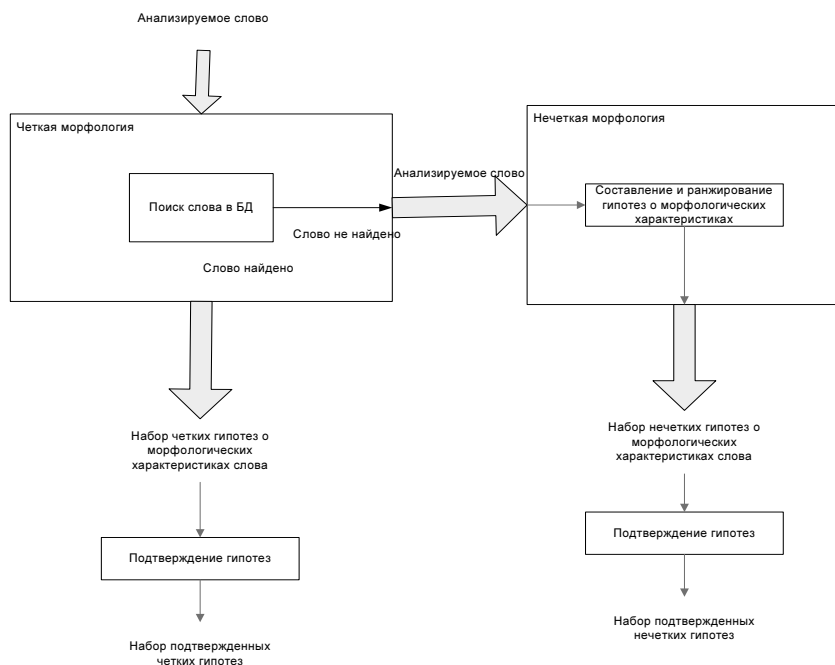 Анализируемое слово
Четкая морфология
Нечеткая морфология
Анализируемое слово
Поиск слова в БД
Составление и ранжирование
гипотез о морфологических
характеристиках
Слово не найдено
Слово найдено
Набор четких гипотез о
морфологических
характеристиках слова
Набор нечетких гипотез о
морфологических
характеристиках слова
Подтверждение гипотез
Подтверждение гипотез
Набор подтвержденных
четких гипотез
Набор подтвержденных
нечетких гипотез